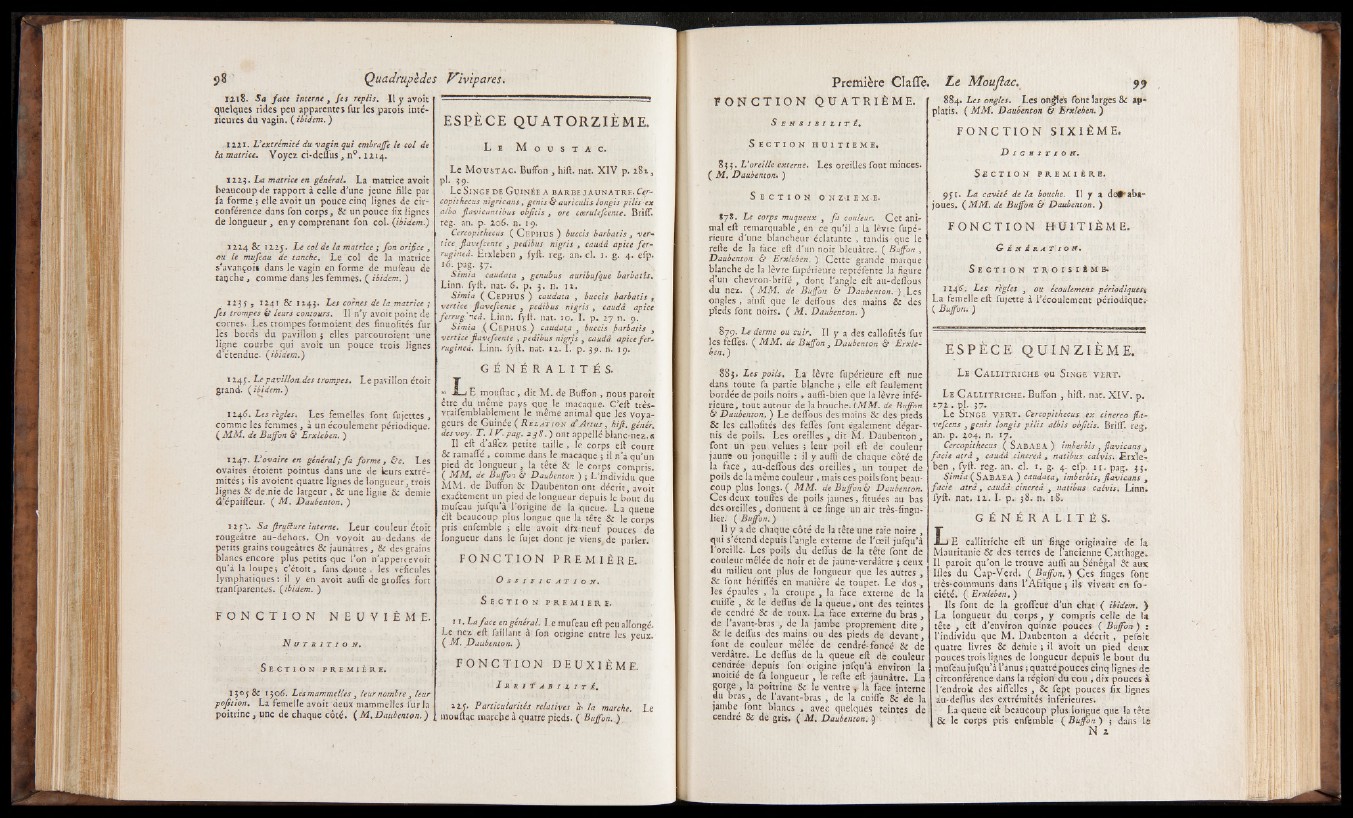 98 Quadrupèdes Vivipares.
1218. Sa face interne, ses replis. Il y avoit
quelques rides peu apparentes sur les parois inté-
rieures du vagin. (ibidem.)
1221. L'extrémité du vagin qui embrasse le col de
la matrice. Voyez ci-dessus, n°. 1214.
1223. La matrice en général. La matrice avoit
beaucoup de rapport à celle d'une jeune fille par
sa forme; elle avoit un pouce cinq lignes de cir-
conférence dans son corps, & un pouce six lignes
de longueur, en y comprenant son col. (ibidem.)
1224 & 1225. Le col de la matrice; son orifice,
ou le museau de tanche. Le col de la matrice
s'avançoit dans le vagin en forme de museau de
tanche, comme dans les femmes. (ibidem.)
1235, 1241 & 1243. Les cornes de la matrice;
ses trompes & leurs contours. Il n'y avoit point de
cornes. Les trompes formoient des sinuosités sur
les bords du pavillon; elles parcouroient une
ligne courbe qui avoit un pouce trois lignes
d'étendue. (ibidem.)
1245. Le pavillon des trompes. Le pavillon étoit
grand. (ibidem.)
1246. Les règles. Les femelles sont sujettes,
comme les femmes, à un écoulement périodique.
(MM. de Buffon & Erxleben.)
1247. L'ovaire en général; sa forme, &c. Les
ovaires étoient pointus dans une de leurs extré-
mités; ils avoient quatre lignes de longueur, trois
lignes & demie de largeur, & une ligne & demie
d'épaisseur. (M. Daubenton.)
Sa structure interne. Leur couleur étoit
rougeâtre au-dehors. On voyoit au dedans de
petits grains rougeâtres & jaunâtres, & des grains
blancs encore plus petits que l'on n'appercevoit
qu'à la loupe; c'étoit, sans doute, les vésicules
lymphatiques: il y en avoit aussi de grosses fort
transparentes. (ibidem.)
FONCTION NEUVIÈME.
NUTRITION.
SECTION PREMIÈRE.
1305 & 1306. Les mammelles, leur nombre, leur
position. La femelle avoit deux mammelles sur la
poitrine, une de chaque côté. (M. Daubenton.)
ESPÈCE QUATORZIÈME.
LE MOUSTAC.
LE MOUSTAC. Buffon, hist. nat. XIV p. 282,
pl. 39.
LE SINGE DE GUINÉE A BARBE JAUNATRE. Cer-
copithecus nigricans, genis & auriculis longis pilis ex
albo flavicantibus obsitis, ore cærulescente. Briss.
reg. an. p. 206. n. 19.
Cercopithecus (CEPHUS) buccis barbatis, ver-
tice flavescente, pedibus nigris, caudâ apice fer-
rugineâ. Erxleben, syst. reg. an. cl. 1. g. 4. esp.
16. pag. 37.
Simia caudata, genubus auribusque barbatis.
Linn. syst. nat. 6. p. 3. n. 12.
Simia (CEPHUS) caudata, buccis barbatis,
vertice flavescente, pedibus nigris, caudâ apice
ferrugineâ. Linn. syst. nat. 10. I. p. 27 n. 9.
Simia (CEPHUS) caudata, buccis barbatis,
vertice flavescente, pedibus nigris, caudâ apice fer-
rugineâ. Linn. syst. nat. 12. I. p. 39. n. 19.
GÉNÉRALITÉS.
« LE moustac, dit M. de Buffon, nous paroît
être du même pays que le macaque. C'est très-
vraisemblablement le même animal que les voya-
geurs de Guinée (RELATION d'Artus, hist. génér.
des voy. T. IV. pag. 238.) ont appellé blanc-nez. »
Il est d'assez petite taille, le corps est court
& ramassé, comme dans le macaque; il n'a qu'un
pied de longueur, la tête & le corps compris.
(MM. de Buffon & Daubenton); L'individu que
MM. de Buffon & Daubenton ont décrit, avoit
exactement un pied de longueur depuis le bout du
museau jusqu'à l'origine de la queue. La queue
est beaucoup plus longue que la tête & le corps
pris ensemble; elle avoit dix-neuf pouces de
longueur dans le sujet dont je viens de parler.
FONCTION PREMIÈRE.
OSSIFICATION.
SECTION PREMIERE.
11. La face en général. Le museau est peu allongé.
Le nez est saillant à son origine entre les yeux.
(M. Daubenton.)
FONCTION DEUXIÈME.
IRRITABILITÉ.
225. Particularités relatives à la marche. Le
moustac marche à quatre pieds. (Buffon.)
Première Classe. Le Moustac. 99
FONCTION QUATRIÈME.
SENSIBILITÉ.
SECTION HUITIEME.
853. L'oreille externe. Les oreilles sont minces.
(M. Daubenton.)
SECTION ONZIEME.
878. Le corps muqueux, sa couleur. Cet ani-
mal est remarquable, en ce qu'il a la lèvre supé-
rieure d'une blancheur éclatante, tandis que le
reste de la face est d'un noir bleuâtre. (Buffon,
Daubenton & Erxleben.) Cette grande marque
blanche de la lèvre supérieure représente la figure
d'un chevron-brisé, dont l'angle est au-dessous
du nez. (MM. de Buffon & Daubenton.) Les
ongles, ainsi que le dessous des mains & des
pieds sont noirs. (M. Daubenton.)
879. Le derme ou cuir. Il y a des callosités sur
les fesses. (MM. de Buffon, Daubenton & Erxle-
ben.)
883. Les poils. La lèvre supérieure est nue
dans toute sa partie blanche; elle est seulement
bordée de poils noirs, aussi-bien que la lèvre infé-
rieure, tout autour de la bouche. (MM. de Buffon
& Daubenton.) Le dessous des mains & des pieds
& les callosités des fesses sont également dégar-
nis de poils. Les oreilles, dit M. Daubenton,
sont un peu velues; leur poil est de couleur
jaune ou jonquille: il y aussi de chaque côté de
la face, au-dessous des oreilles, un toupet de
poils de la même couleur, mais ces poils sont beau-
coup plus longs. (MM. de Buffon & Daubenton.
Ces deux touffes de poils jaunes, situées au bas
des oreilles, donnent à ce singe un air très-singu-
lier. (Buffon.)
Il y a de chaque côté de la tête une raie noire,
qui s'étend depuis l'angle externe de l'œil jusqu'à
l'oreille. Les poils du dessus de la tête sont de
couleur mêlée de noir et de jaune-verdâtre; ceux
du milieu ont plus de longueur que les autres,
& sont hérissés en manière de toupet. Le dos,
les épaules, la croupe, la face externe de la
cuisse, & le dessus de la queue, ont des teintes
de cendré & de roux. La face externe du bras,
de l'avant-bras, de la jambe proprement dite,
& le dessus des mains ou des pieds de devant,
sont de couleur mêlée de cendré-foncé & de
verdâtre. Le dessus de la queue est de couleur
cendrée depuis son origine jusqu'à environ la
moitié de sa longueur, le reste est jaunâtre. La
gorge, la poitrine & le ventre, la face interne
du bras, de l'avant-bras, de la cuisse & de la
jambe sont blancs, avec quelques teintes de
cendré & de gris. (M. Daubenton.)
884. Les ongles. Les ongles sont larges & ap-
platis. (MM. Daubenton & Erxleben.)
FONCTION SIXIÈME.
DIGESTION.
SECTION PREMIÈRE.
951. La cavité de la bouche. Il y a des aba-
joues. (MM. de Buffon & Daubenton.)
FONCTION HUITIÈME.
GÉNÉRATION.
SECTION TROISIÈME.
1246. Les règles, ou écoulement périodique.
La femelle est sujette à l'écoulement périodique.
(Buffon.)
ESPÈCE QUINZIÈME.
LE CALLITRICHE OU SINGE VERT.
LE CALLITRICHE. Buffon, hist. nat. XIV. p.
272. pl. 37.
LE SINGE VERT. Cercopithecus ex cinereo fla-
vescens, genis longis pilis albis obsitis. Briss. reg.
an. p. 204. n. 17.
Cercopithecus (SABAEA) imberbis, flavicans,
facie atrâ, caudâ cinereâ, natibus calvis. Erxle-
ben, syst. reg. an. cl. 1. g. 4. esp. 11. pag. 33.
Simia (SABAEA) caudata, imberbis, flavicans,
facie atrâ, caudâ cinereâ, natibus calvis. Linn.
syst. nat. 12. I. p. 38. n. 18.
GÉNÉRALITÉS.
LE callitriche est un singe originaire de la
Mauritanie & des terres de l'ancienne Carthage.
Il paroît qu'on le trouve aussi au Sénégal & aux
Isles du Cap-Verd. (Buffon.) Ces singes sont
très-communs dans l'Afrique; ils vivent en so-
ciété. (Erxleben.)
Ils sont de la grosseur d'un chat (ibidem.)
La longueur du corps, y compris celle de la
tête, est d'environ quinze pouces (Buffon):
l'individu que M. Daubenton a décrit, pesoit
quatre livres & demie; il avoit un pied deux
pouces trois lignes de longueur depuis le bout du
museau jusqu'à l'anus; quatre pouces cinq lignes de
circonférence dans la région du cou, dix pouces à
l'endroit des aisselles, & sept pouces six lignes
au-dessus des extrémités inférieures.
La queue est beaucoup plus longue que la tête
& le corps pris ensemble (Buffon); dans le
N 2